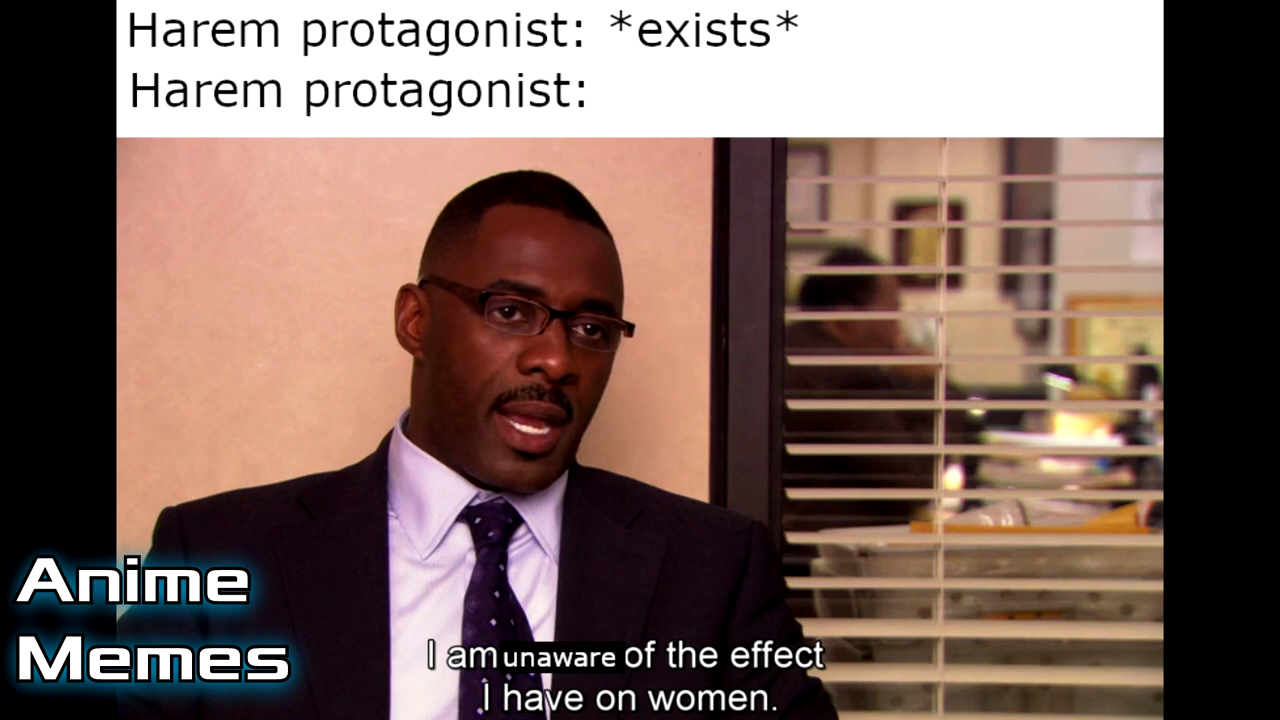 Harem protagonist: *exists*
Harem protagonist:
I am unaware of the effect
I have on women.
Anime
Memes